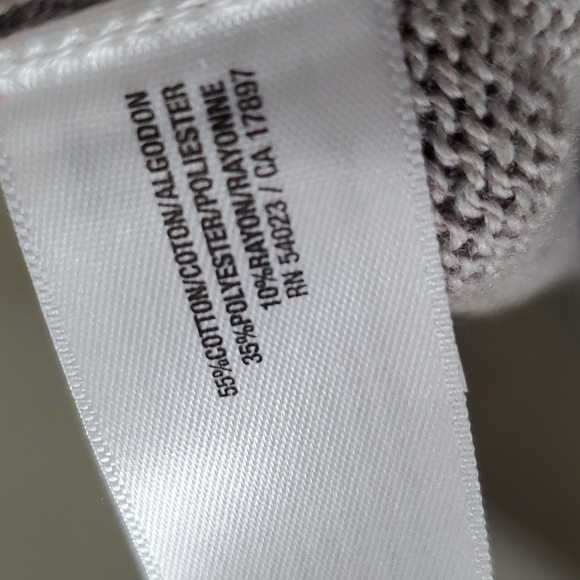 55%COTTON/COTON/ALGODON
35%POLYESTER/POLIESTER
10%RAYON/RAYONNE
RN 54023 / CA 17897